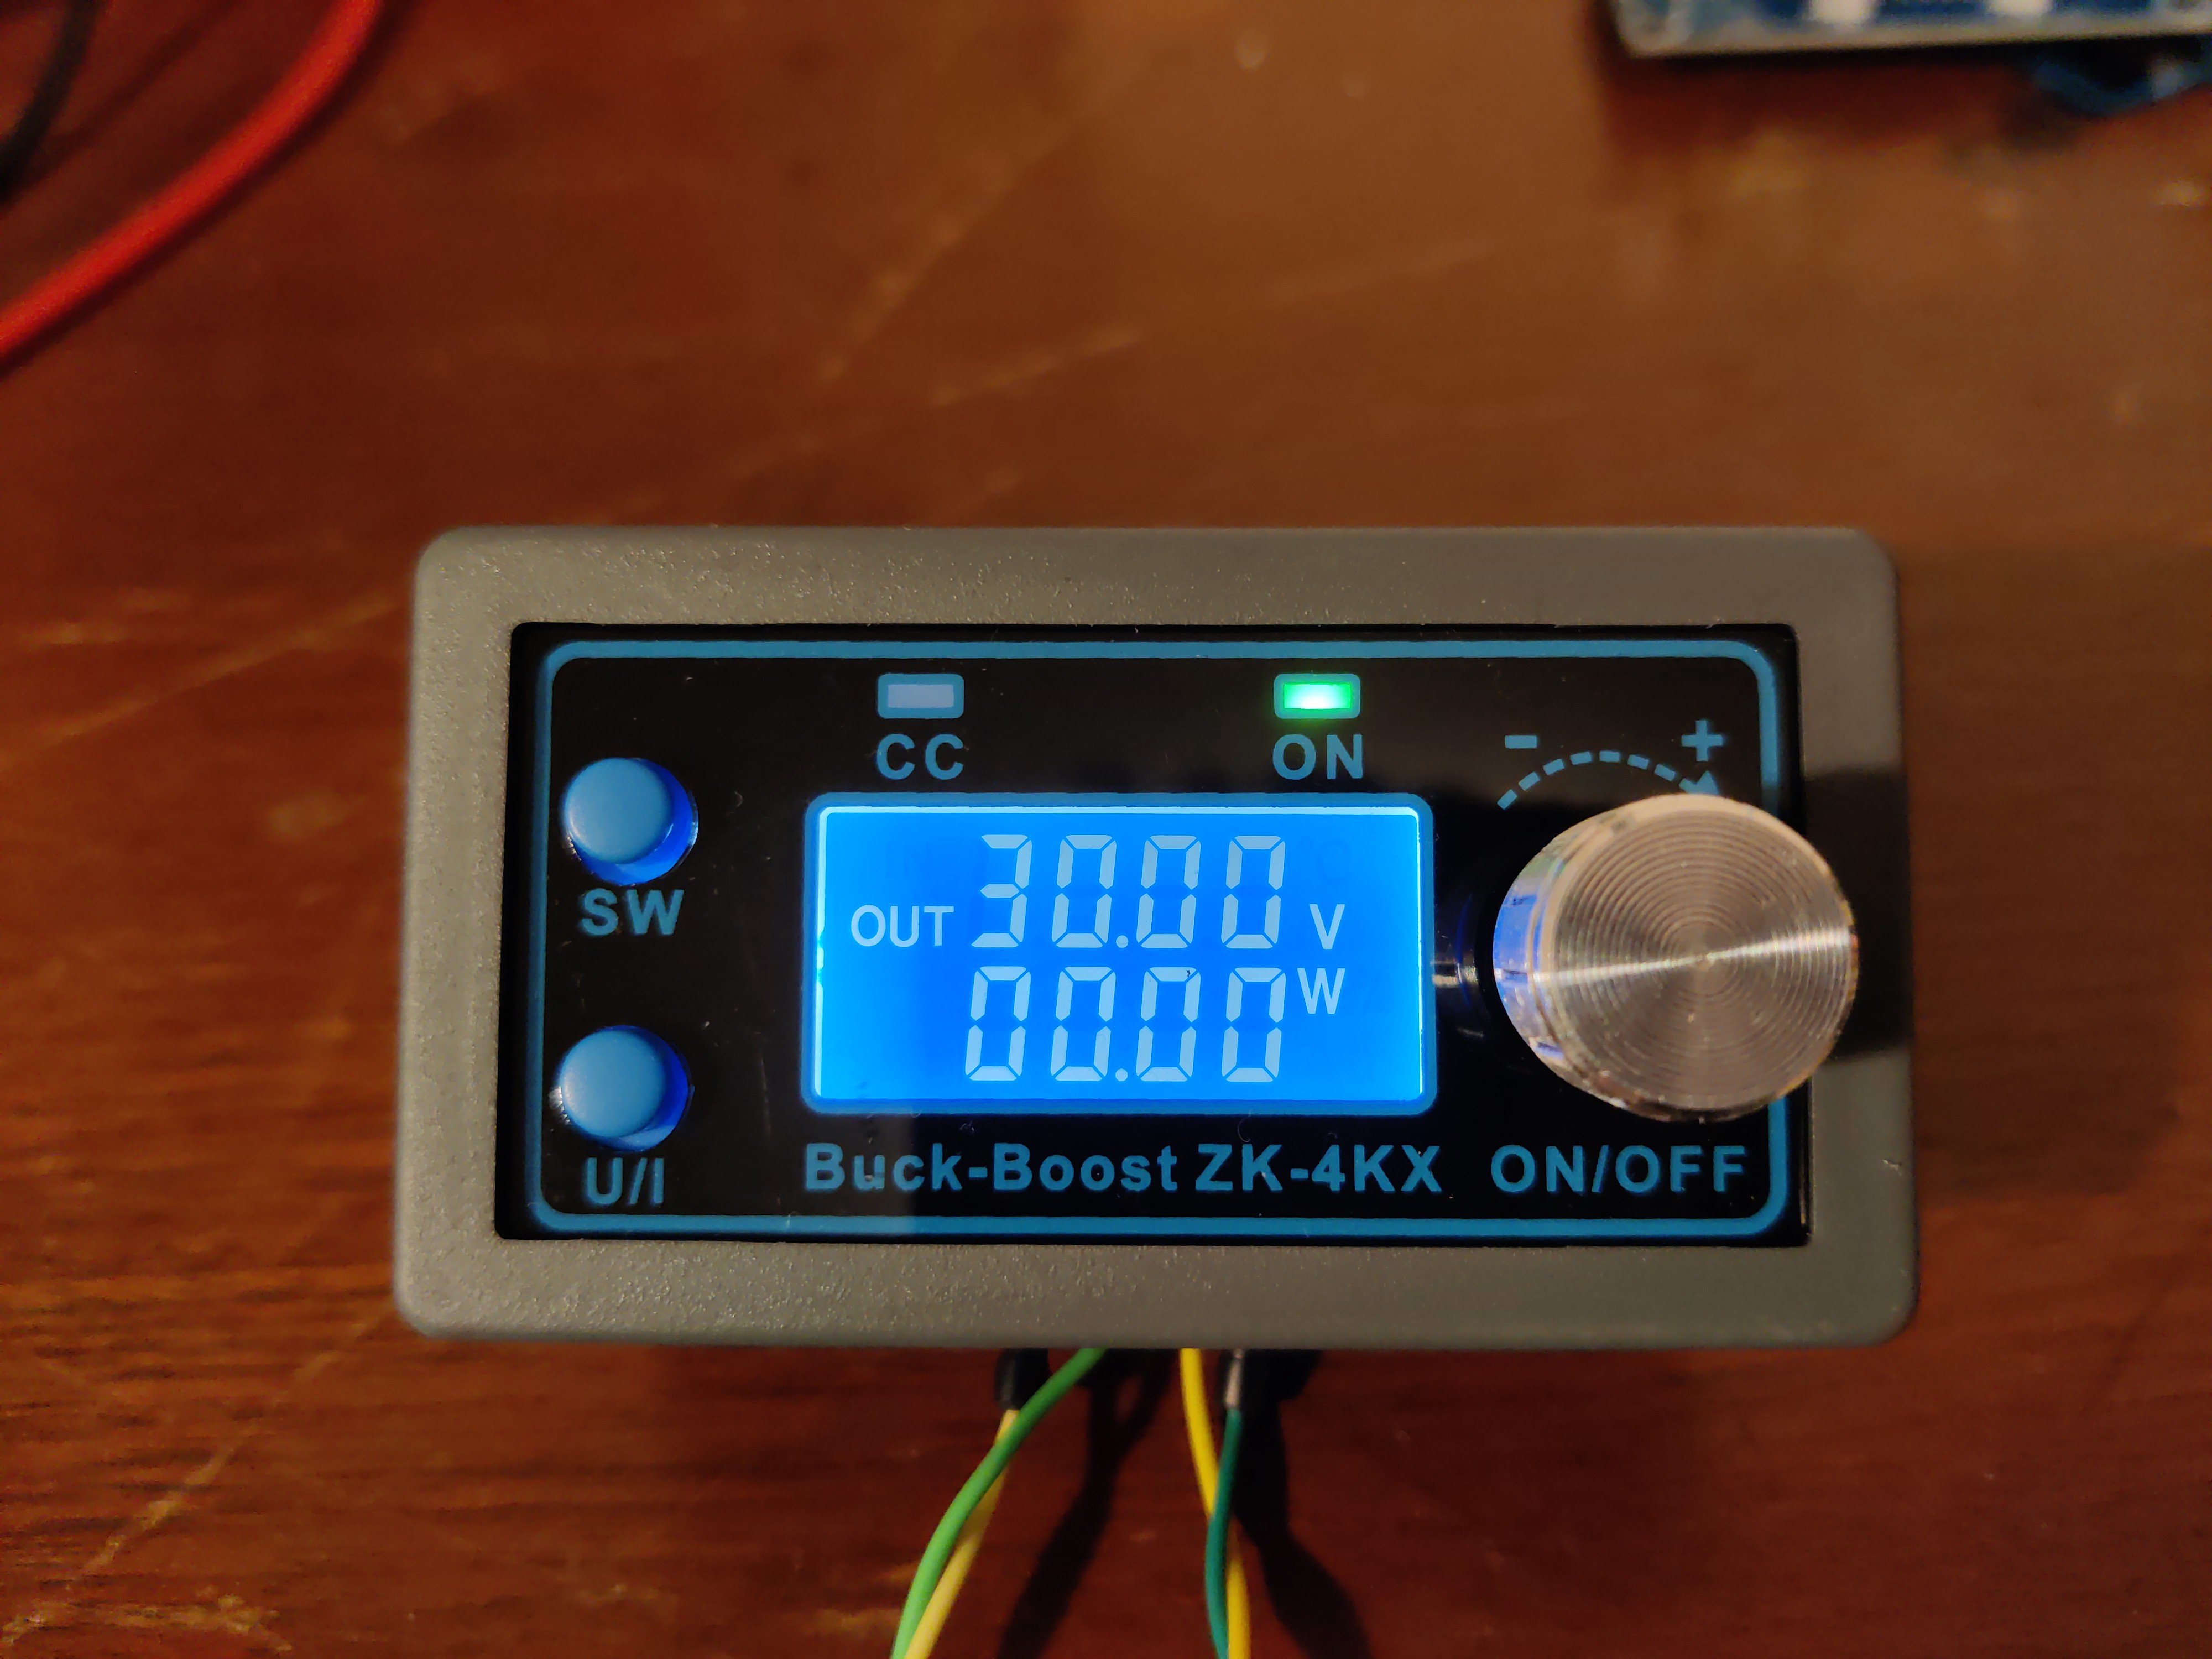 CC ON
- +
SW
OUT 30.00 V
00.00 W
U/I
Buck-Boost ZK-4KX ON/OFF